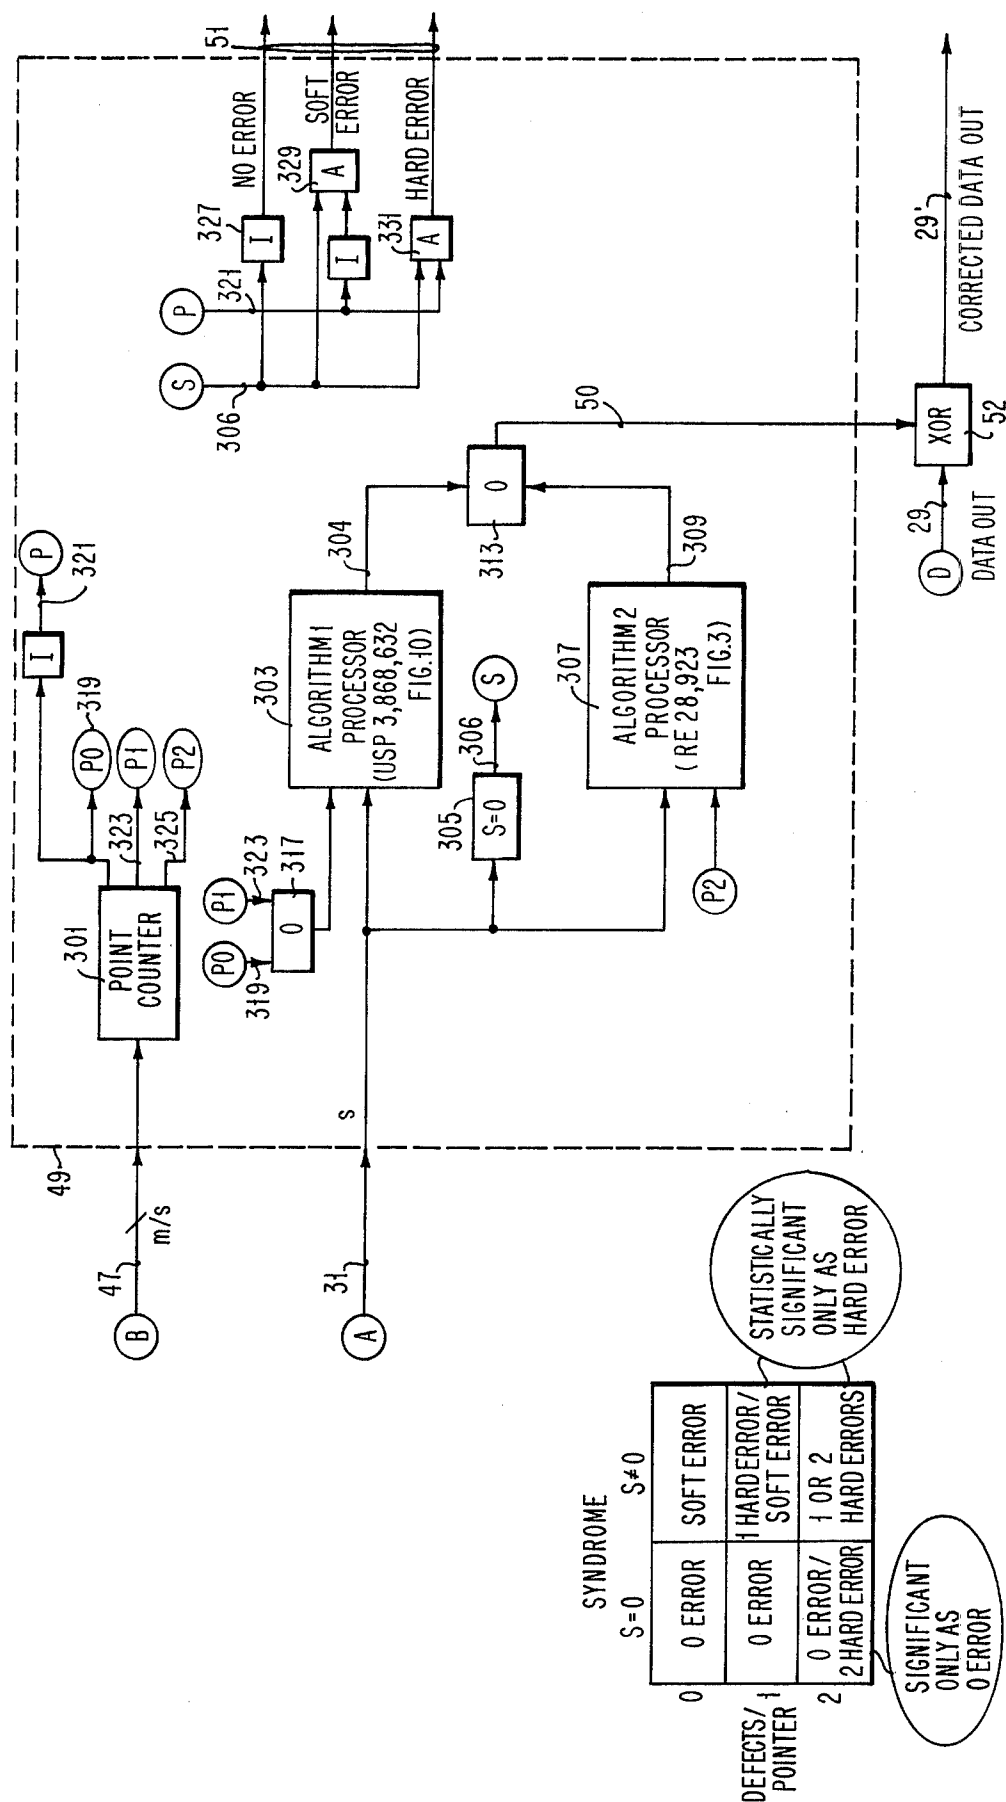 B
47
m/s
49
301
POINT
COUNTER
323
325
P0
319
P1
P2
I
321
P
A
31
s
P0
319
P1
323
317
O
303
ALGORITHM 1
PROCESSOR
(USP 3,868,632
FIG.10)
304
305
S=0
306
S
P2
307
ALGORITHM 2
PROCESSOR
(RE 28,923
FIG.3)
309
O
313
50
S
306
P
321
I
327
NO ERROR
I
A
329
SOFT
ERROR
A
331
HARD ERROR
51
D
29
DATA OUT
XOR
52
29'
CORRECTED DATA OUT
SYNDROME
S=0
S≠0
DEFECTS/
POINTER
0
0 ERROR
SOFT ERROR
1
0 ERROR
1 HARD ERROR/
SOFT ERROR
2
0 ERROR/
2 HARD ERROR
1 OR 2
HARD ERRORS
SIGNIFICANT
ONLY AS
0 ERROR
STATISTICALLY
SIGNIFICANT
ONLY AS
HARD ERROR